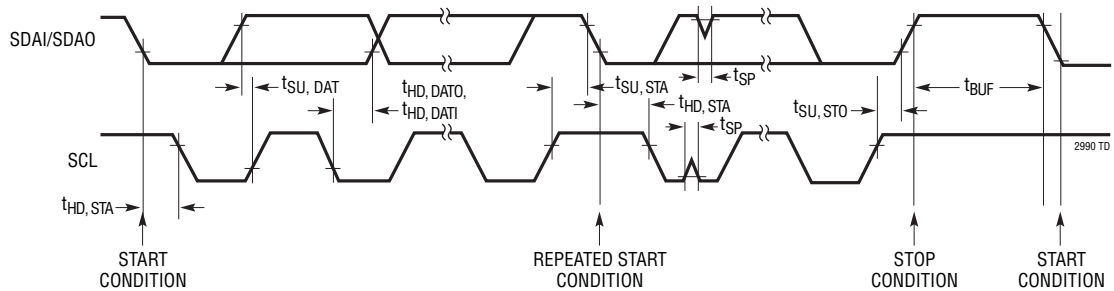 SDAI/SDAO
tSU, DAT
tHD, DATO,
tHD, DATI
tSU, STA
tHD, STA
tSP
tSP
tSU, STO
tBUF
SCL
2990 TD
tHD, STA
START
CONDITION
REPEATED START
CONDITION
STOP
CONDITION
START
CONDITION